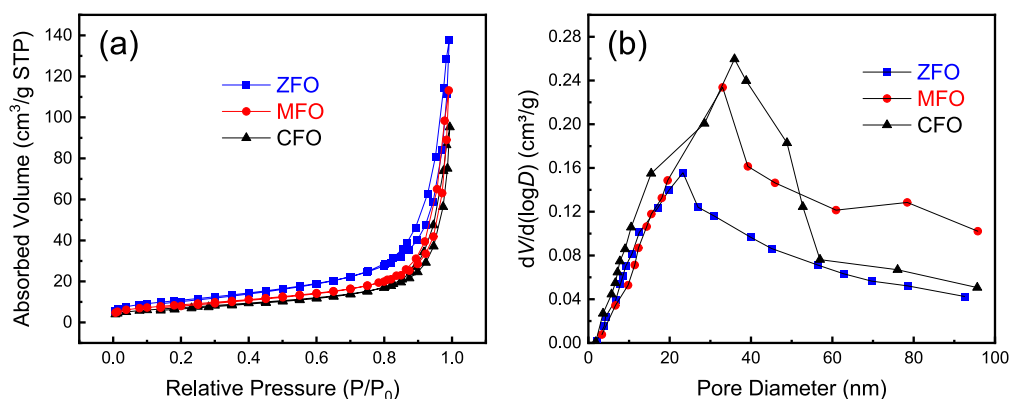 (a)
ZFO
MFO
CFO
Absorbed Volume (cm³/g STP)
140
120
100
80
60
40
20
0
0.0 0.2 0.4 0.6 0.8 1.0
Relative Pressure (P/P₀)
(b)
ZFO
MFO
CFO
dV/d(logD) (cm³/g)
0.28
0.24
0.20
0.16
0.12
0.08
0.04
0.00
0 20 40 60 80 100
Pore Diameter (nm)